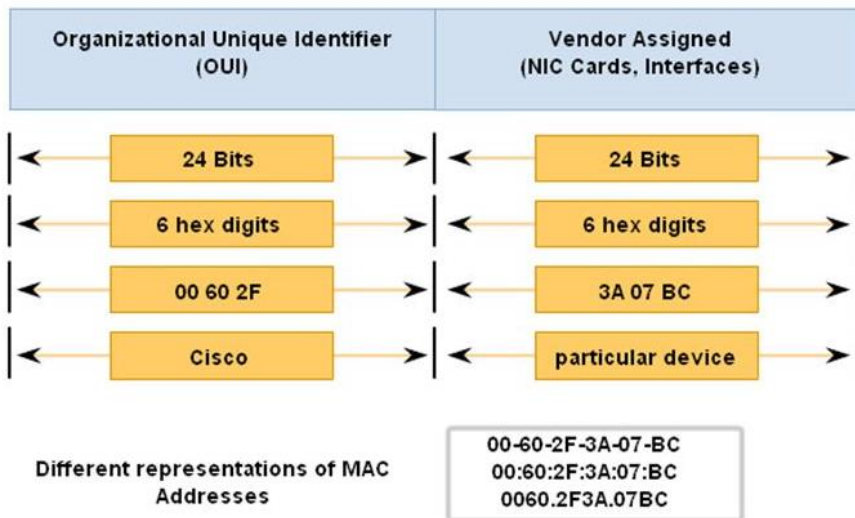 Organizational Unique Identifier
(OUI)
Vendor Assigned
(NIC Cards, Interfaces)
24 Bits
24 Bits
6 hex digits
6 hex digits
00 60 2F
3A 07 BC
Cisco
particular device
Different representations of MAC
Addresses
00-60-2F-3A-07-BC
00:60:2F:3A:07:BC
0060.2F3A.07BC